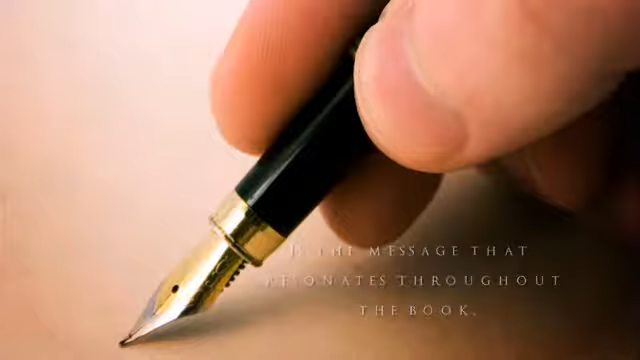 IS THE MESSAGE THAT
RESONATES THROUGHOUT
THE BOOK.